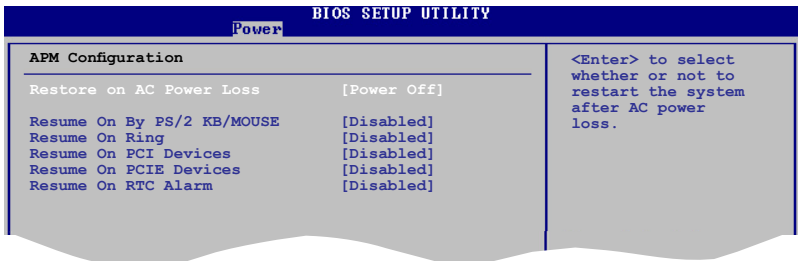 BIOS SETUP UTILITY
Power
APM Configuration
Restore on AC Power Loss [Power Off]
Resume On By PS/2 KB/MOUSE [Disabled]
Resume On Ring [Disabled]
Resume On PCI Devices [Disabled]
Resume On PCIE Devices [Disabled]
Resume On RTC Alarm [Disabled]
<Enter> to select
whether or not to
restart the system
after AC power
loss.